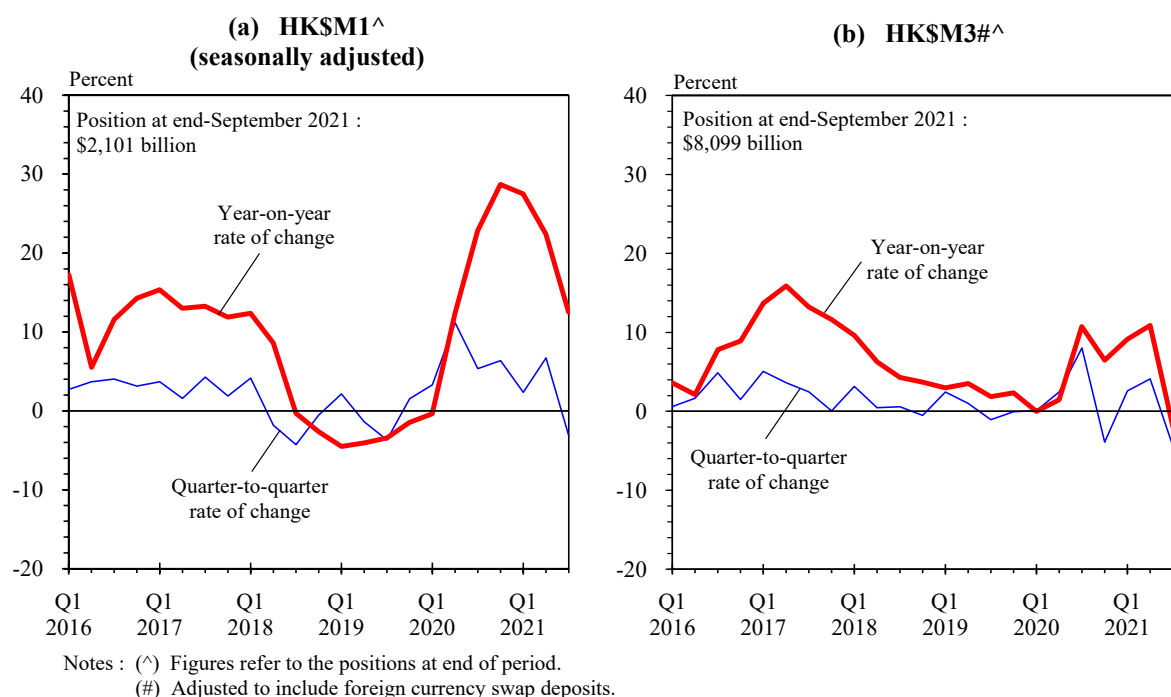 (a) HK$M1^
(seasonally adjusted)
Percent
40
30
20
10
0
-10
-20
Position at end-September 2021 :
$2,101 billion
Year-on-year
rate of change
Quarter-to-quarter
rate of change
Q1 Q1 Q1 Q1 Q1 Q1
2016 2017 2018 2019 2020 2021
(b) HK$M3#^
Percent
40
30
20
10
0
-10
-20
Position at end-September 2021 :
$8,099 billion
Year-on-year
rate of change
Quarter-to-quarter
rate of change
Q1 Q1 Q1 Q1 Q1 Q1
2016 2017 2018 2019 2020 2021
Notes : (^) Figures refer to the positions at end of period.
(#) Adjusted to include foreign currency swap deposits.